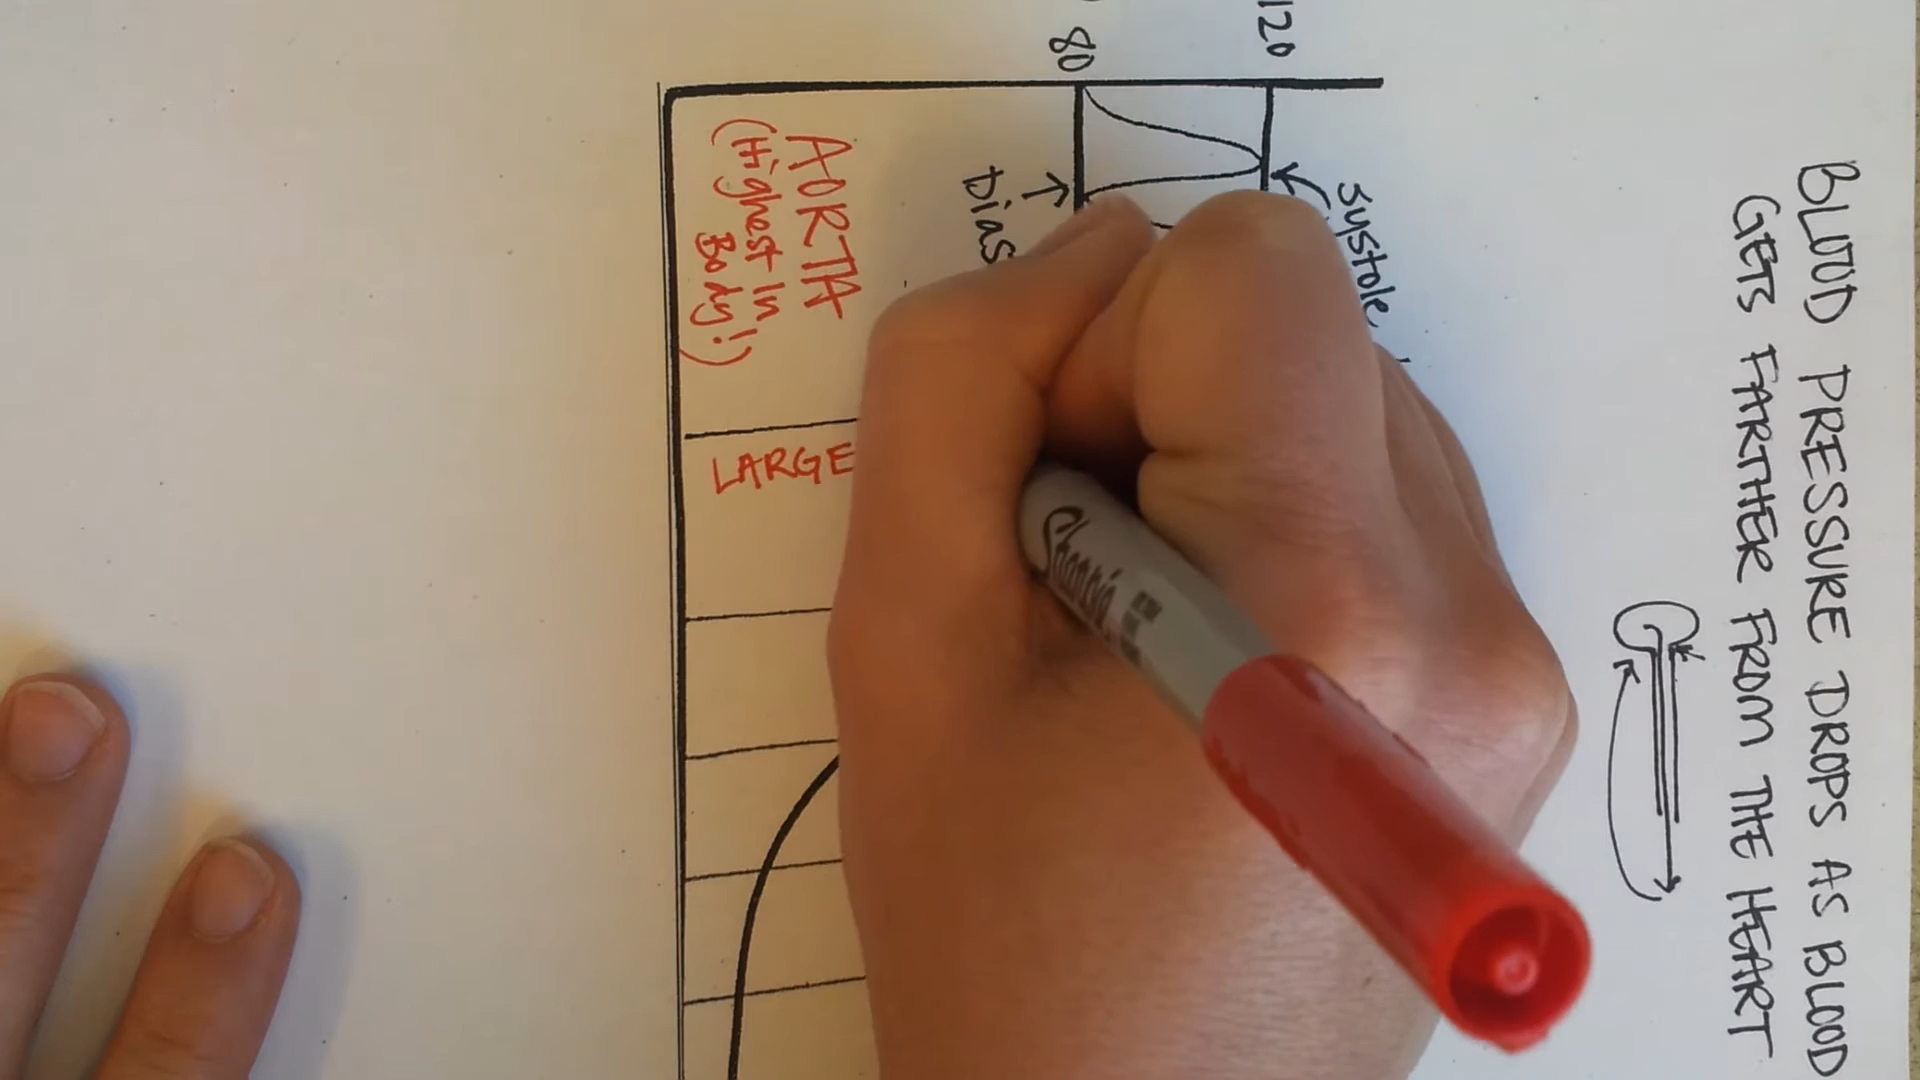 BLOOD PRESSURE DROPS AS BLOOD
GETS FARTHER FROM THE HEART
120
systole
80
Dias
AORTA
(Highest In
Body!)
LARGE
Sharpie